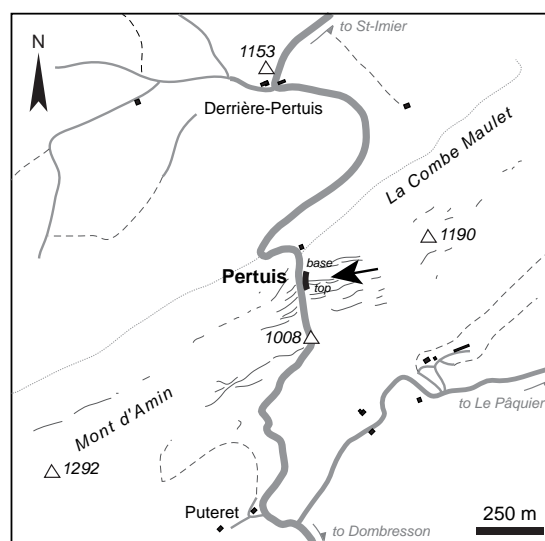 to St-Imier
N
1153
Derrière-Pertuis
La Combe Maulet
1190
base
Pertuis
top
1008
to Le Pâquier
Mont d'Amin
1292
Puteret
250 m
to Dombresson